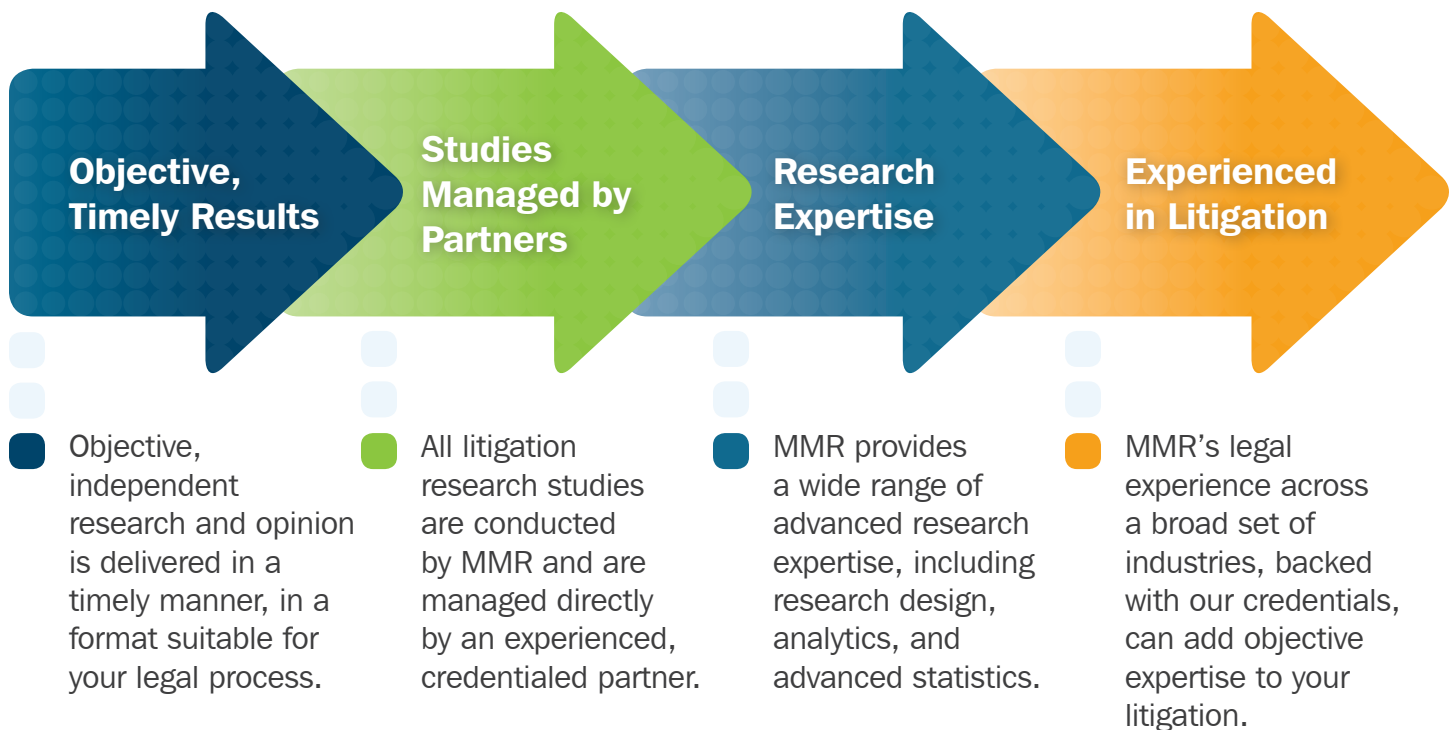 Objective,
Timely Results
Studies
Managed by
Partners
Research
Expertise
Experienced
in Litigation
Objective,
independent
research and opinion
is delivered in a
timely manner, in a
format suitable for
your legal process.
All litigation
research studies
are conducted
by MMR and are
managed directly
by an experienced,
credentialed partner.
MMR provides
a wide range of
advanced research
expertise, including
research design,
analytics, and
advanced statistics.
MMR’s legal
experience across
a broad set of
industries, backed
with our credentials,
can add objective
expertise to your
litigation.